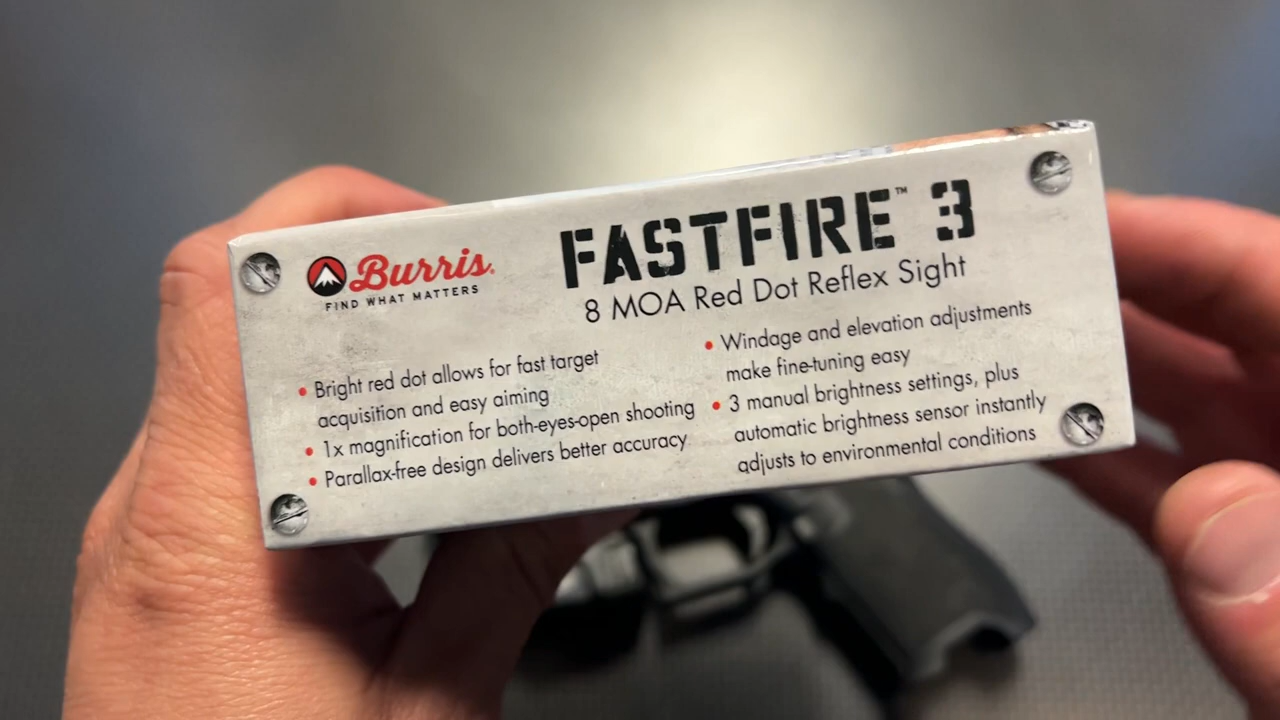 Burris.
FIND WHAT MATTERS
FASTFIRE™ 3
8 MOA Red Dot Reflex Sight
• Bright red dot allows for fast target
acquisition and easy aiming
• 1x magnification for both-eyes-open shooting
• Parallax-free design delivers better accuracy
• Windage and elevation adjustments
make fine-tuning easy
• 3 manual brightness settings, plus
automatic brightness sensor instantly
adjusts to environmental conditions